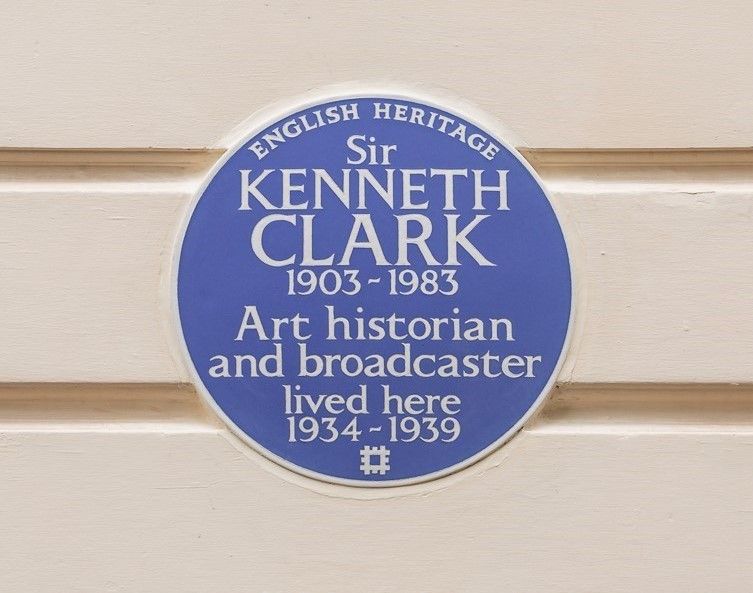 ENGLISH HERITAGE
Sir
KENNETH
CLARK
1903-1983
Art historian
and broadcaster
lived here
1934-1939